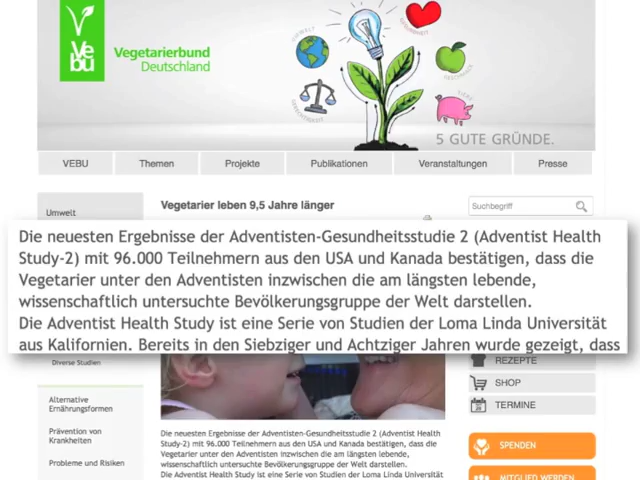 Vebu
Vegetarierbund
Deutschland
UMWELT
GESUNDHEIT
GESCHMACK
TIERE
GERECHTIGKEIT
5 GUTE GRÜNDE.
VEBU
Themen
Projekte
Publikationen
Veranstaltungen
Presse
Umwelt
Vegetarier leben 9,5 Jahre länger
Suchbegriff
Die neuesten Ergebnisse der Adventisten-Gesundheitsstudie 2 (Adventist Health
Study-2) mit 96.000 Teilnehmern aus den USA und Kanada bestätigen, dass die
Vegetarier unter den Adventisten inzwischen die am längsten lebende,
wissenschaftlich untersuchte Bevölkerungsgruppe der Welt darstellen.
Die Adventist Health Study ist eine Serie von Studien der Loma Linda Universität
aus Kalifornien. Bereits in den Siebziger und Achtziger Jahren wurde gezeigt, dass
Diverse Studien
Alternative
Ernährungsformen
Prävention von
Krankheiten
Probleme und Risiken
REZEPTE
SHOP
TERMINE
SPENDEN
MITGLIED WERDEN
Die neuesten Ergebnisse der Adventisten-Gesundheitsstudie 2 (Adventist Health
Study-2) mit 96.000 Teilnehmern aus den USA und Kanada bestätigen, dass die
Vegetarier unter den Adventisten inzwischen die am längsten lebende,
wissenschaftlich untersuchte Bevölkerungsgruppe der Welt darstellen.
Die Adventist Health Study ist eine Serie von Studien der Loma Linda Universität